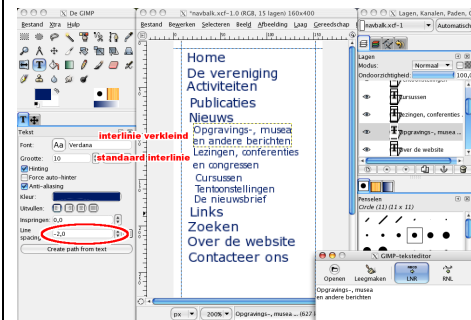 De GIMP
*navbalk.xcf-1.0 (RGB, 15 lagen) 160x400
Lagen, Kanalen, Paden,
Bestand Xtra Hulp
Bestand Bewerken Selecteren Beeld Afbeelding Laag Gereedschap
navbalk.xcf-1
Automatisch
Lagen
Modus: Normaal
Ondoorzichtigheid: 100,
Cursussen
Lezingen, conferenties .
Opgravings-, musea ...
Over de website
Home
De vereniging
Activiteiten
Publicaties
Nieuws
Opgravings-, musea
en andere berichten
Lezingen, conferenties
en congressen
Cursussen
Tentoonstellingen
De nieuwsbrief
Links
Zoeken
Over de website
Contacteer ons
interlinie verkleind
standaard interlinie
Tekst
Font: Aa Verdana
Grootte: 10
Hinting
Force auto-hinter
Anti-aliasing
Kleur:
Uitvullen:
Inspringen: 0,0
Line
spacing: -2,0
Create path from text
Penselen
Circle (11) (11 x 11)
px 200% Opgravings-, musea ... (627
GIMP-teksteditor
Openen Leegmaken LNR RNL
Opgravings-, musea
en andere berichten